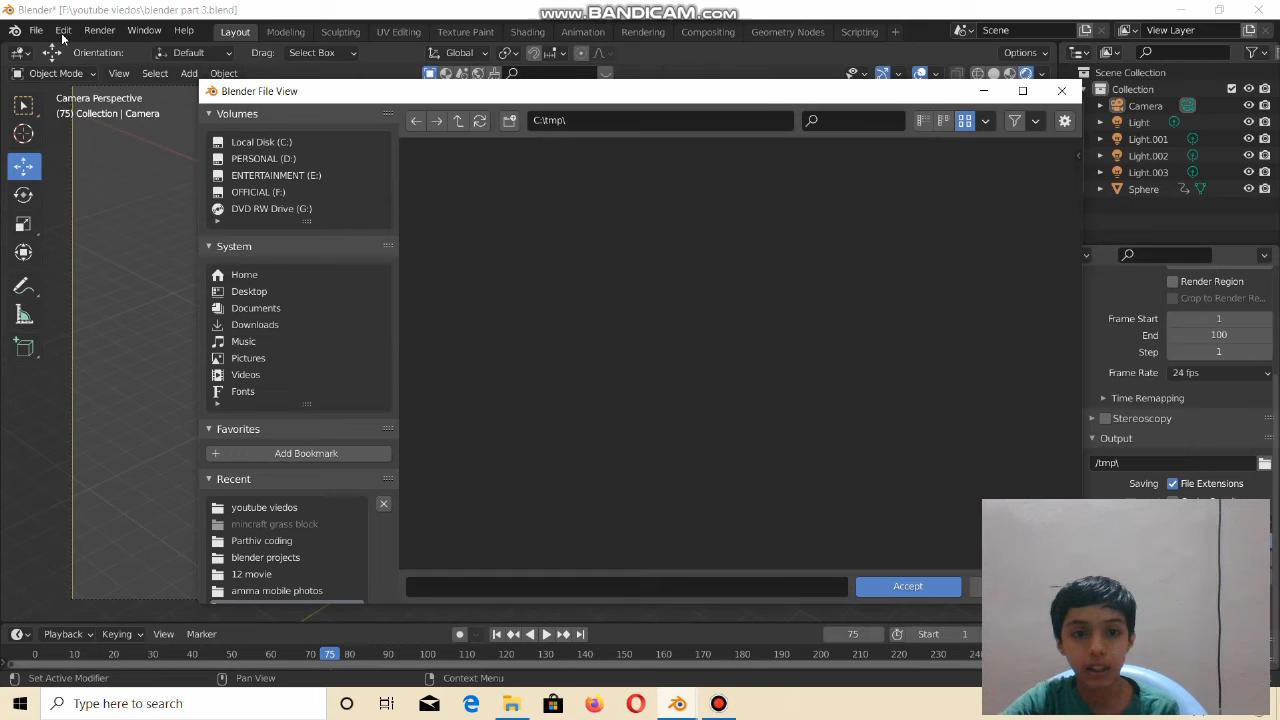 Blender* [F:\youtube viedos\blender part 3.blend]
www.BANDICAM.com
File Edit Render Window Help
Layout Modeling Sculpting UV Editing Texture Paint Shading Animation Rendering Compositing Geometry Nodes Scripting +
Scene
View Layer
Orientation: Default Drag: Select Box
Global
Options
Object Mode View Select Add Object
Camera Perspective
(75) Collection | Camera
Scene Collection
Collection
Camera
Light
Light.001
Light.002
Light.003
Sphere
Blender File View
Volumes
Local Disk (C:)
PERSONAL (D:)
ENTERTAINMENT (E:)
OFFICIAL (F:)
DVD RW Drive (G:)
C:\tmp\
System
Home
Desktop
Documents
Downloads
Music
Pictures
Videos
Fonts
Favorites
Add Bookmark
Recent
youtube viedos
mincraft grass block
Parthiv coding
blender projects
12 movie
amma mobile photos
Accept
Render Region
Crop to Render Re...
Frame Start 1
End 100
Step 1
Frame Rate 24 fps
Time Remapping
Stereoscopy
Output
/tmp\
Saving File Extensions
Playback Keying View Marker
75
Start 1
0 10 20 30 40 50 60 70 75 80 90 100 110 120 130 140 150 160 170 180 190 200 210 220 230 240
Set Active Modifier
Pan View
Context Menu
Type here to search